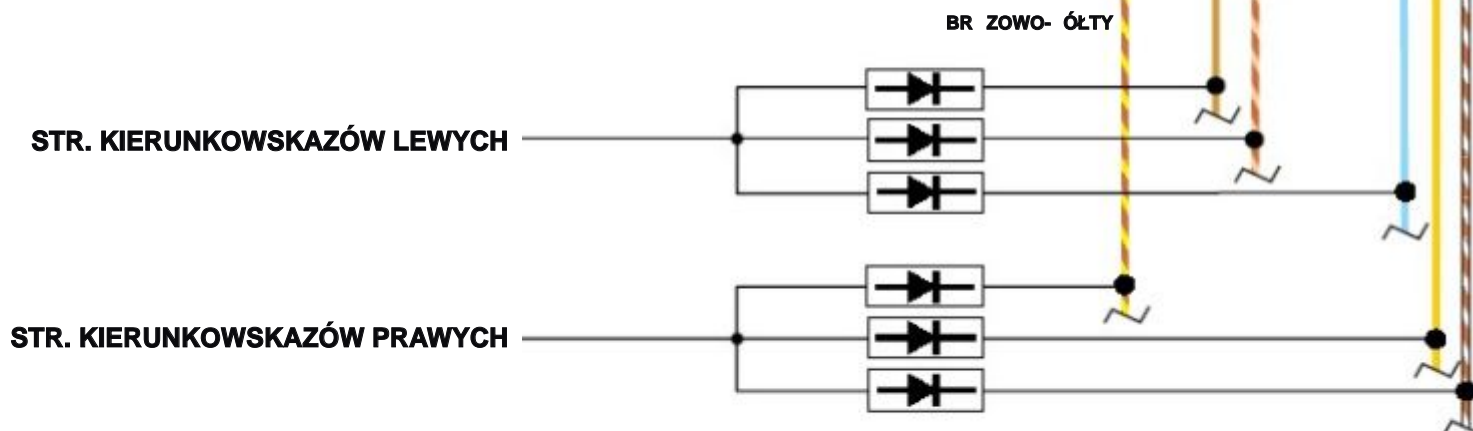 BR ZOWO- ÓŁTY
STR. KIERUNKOWSKAZÓW LEWYCH
STR. KIERUNKOWSKAZÓW PRAWYCH